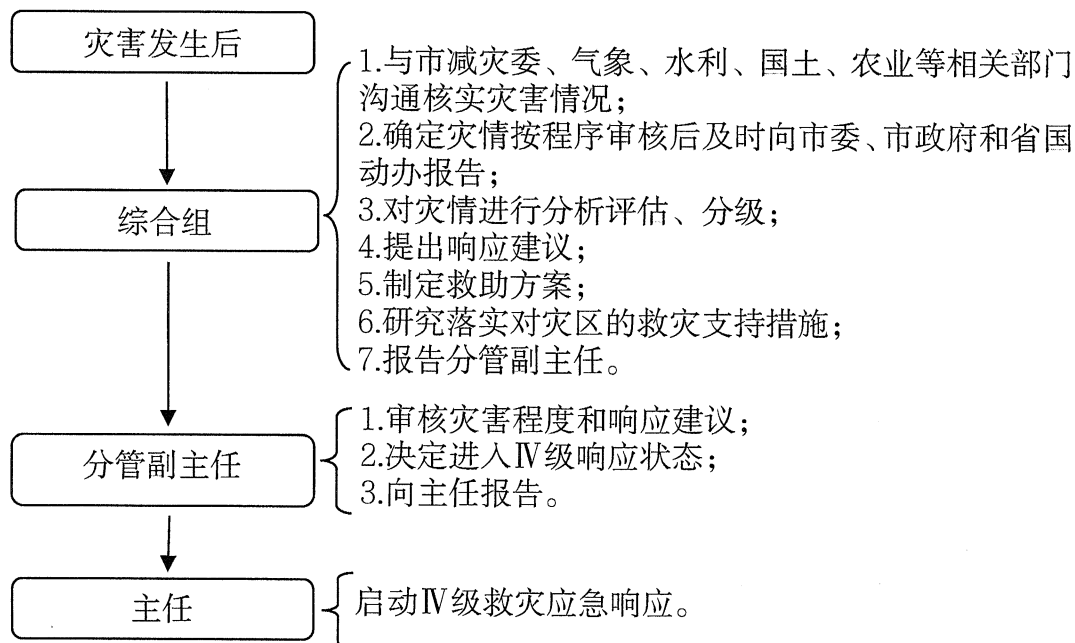 灾害发生后
1.与市减灾委、气象、水利、国土、农业等相关部门
沟通核实灾害情况；
2.确定灾情按程序审核后及时向市委、市政府和省国
动办报告；
综合组
3.对灾情进行分析评估、分级；
4.提出响应建议；
5.制定救助方案；
6.研究落实对灾区的救灾支持措施；
7.报告分管副主任。
分管副主任
1.审核灾害程度和响应建议；
2.决定进入Ⅳ级响应状态；
3.向主任报告。
主任
启动Ⅳ级救灾应急响应。